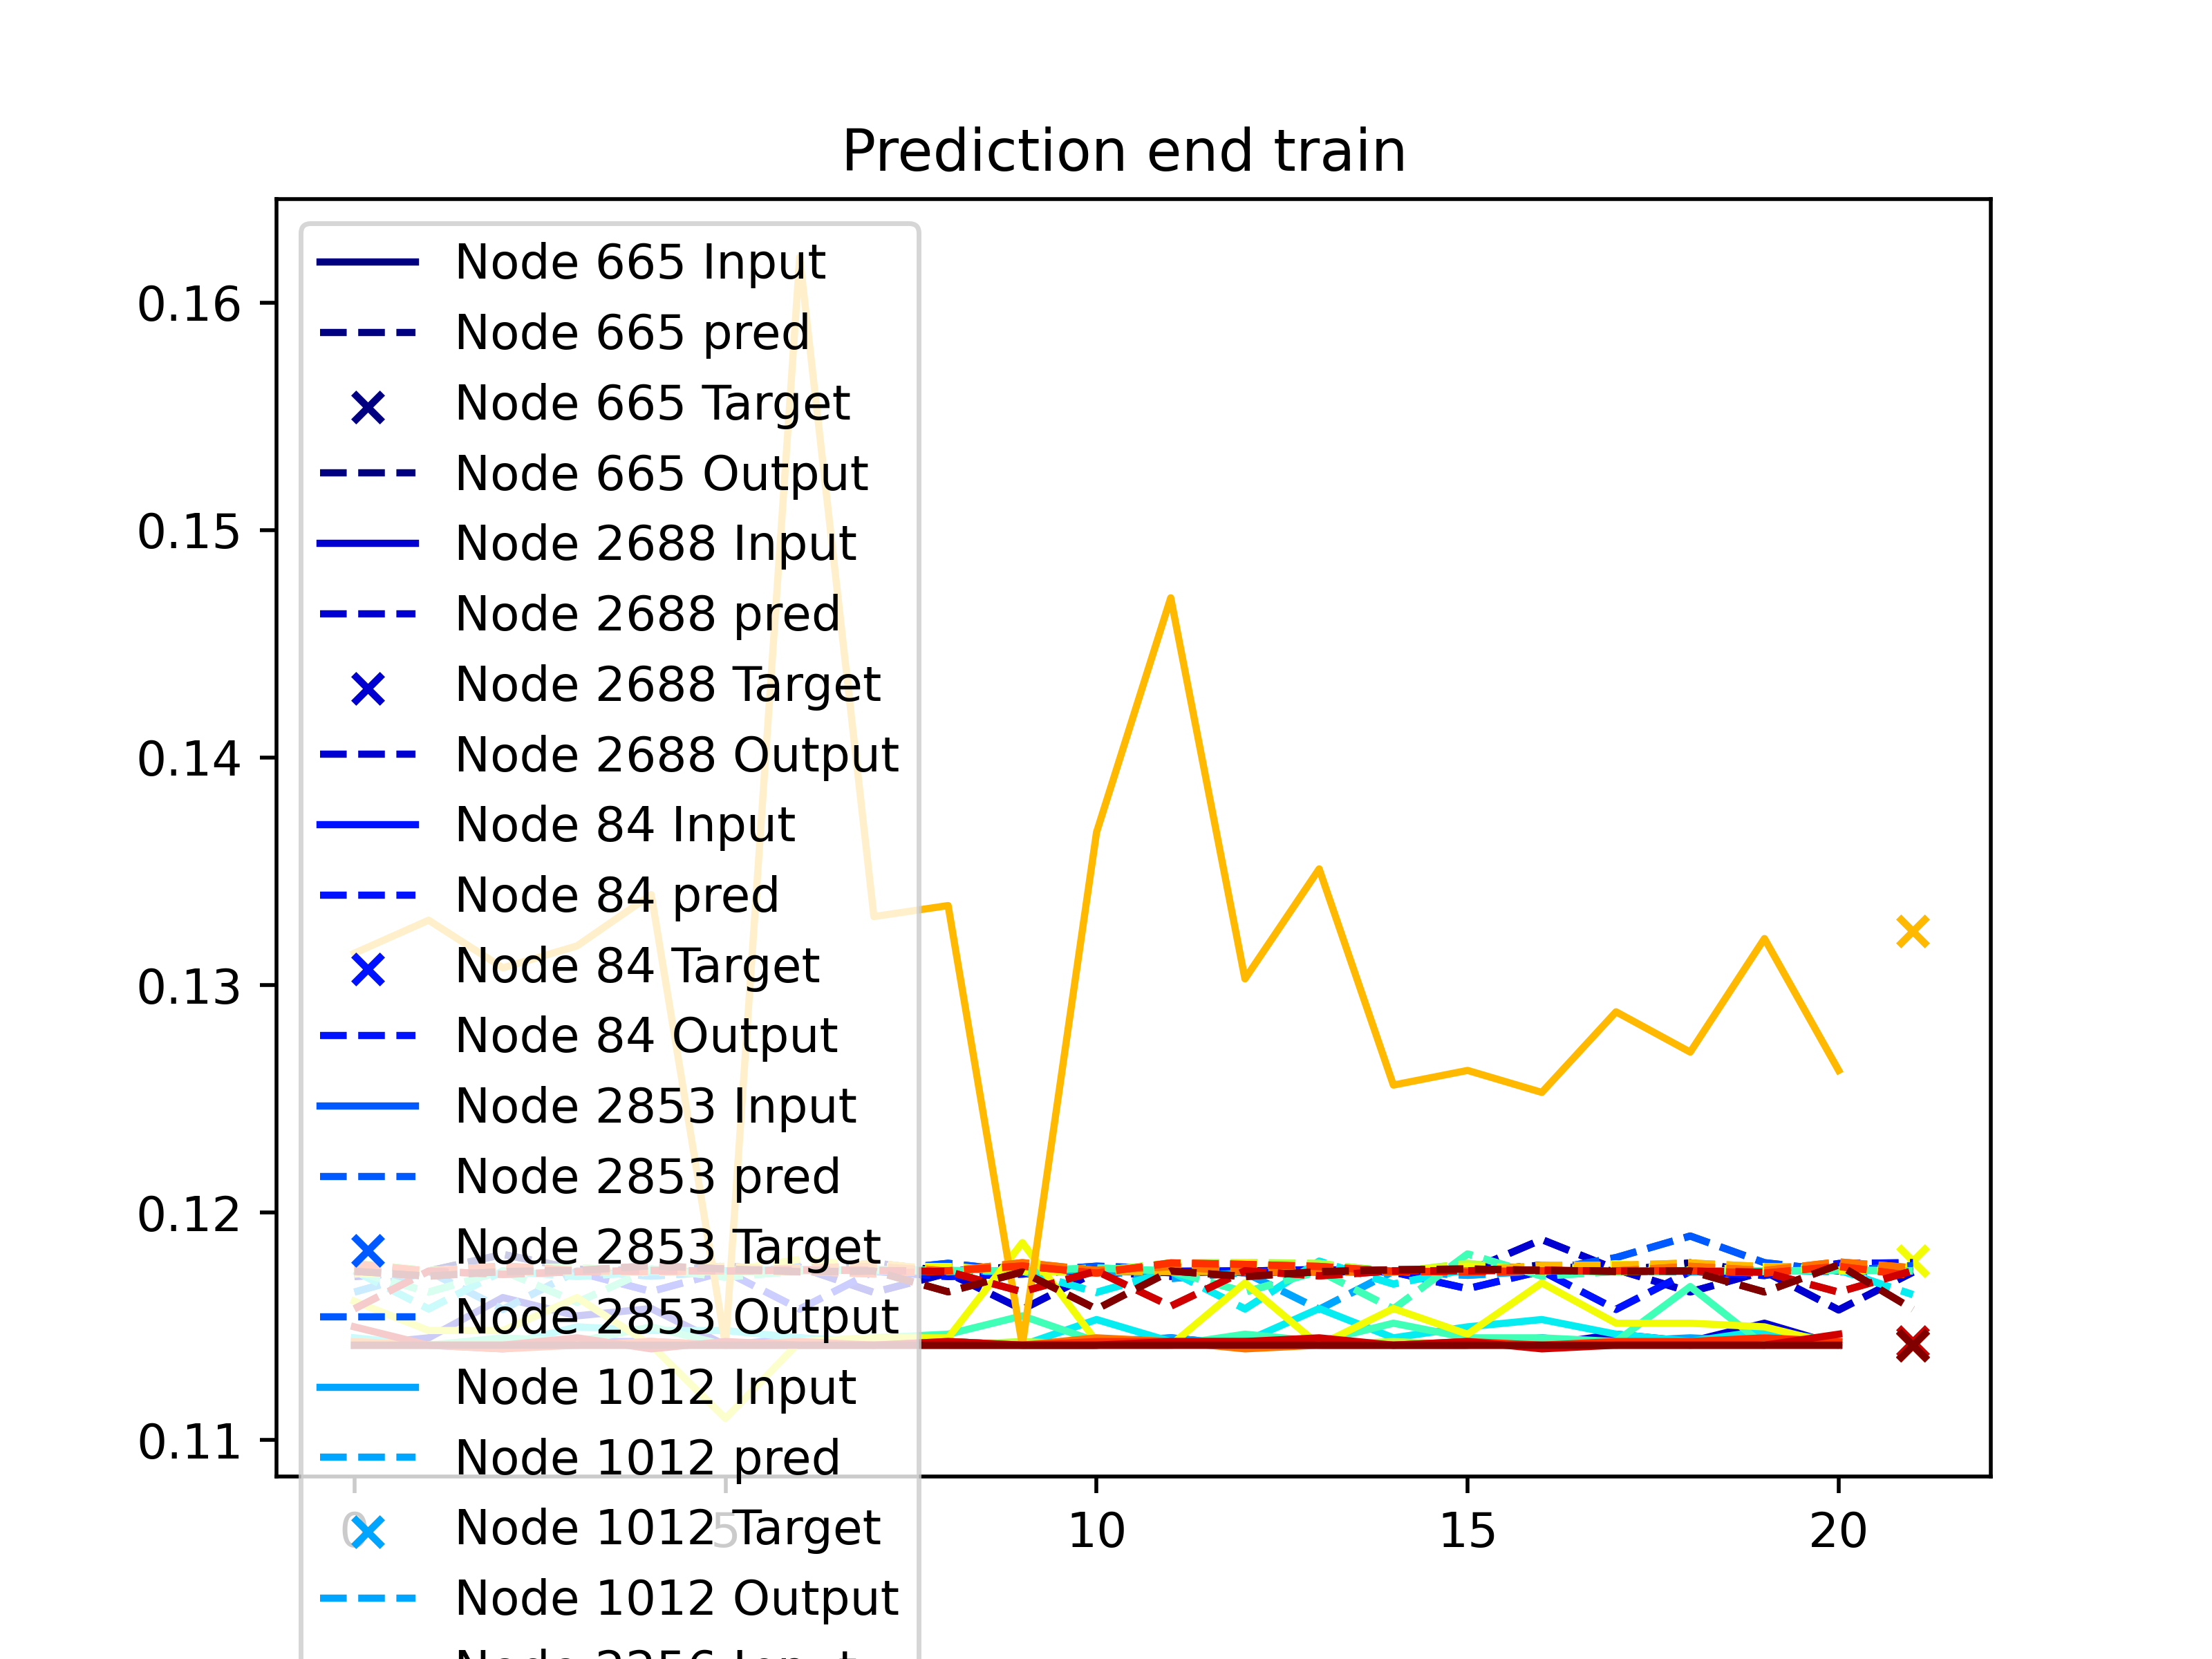 Prediction end train
0.16
0.15
0.14
0.13
0.12
0.11
0
5
10
15
20
Node 665 Input
Node 665 pred
Node 665 Target
Node 665 Output
Node 2688 Input
Node 2688 pred
Node 2688 Target
Node 2688 Output
Node 84 Input
Node 84 pred
Node 84 Target
Node 84 Output
Node 2853 Input
Node 2853 pred
Node 2853 Target
Node 2853 Output
Node 1012 Input
Node 1012 pred
Node 1012 Target
Node 1012 Output